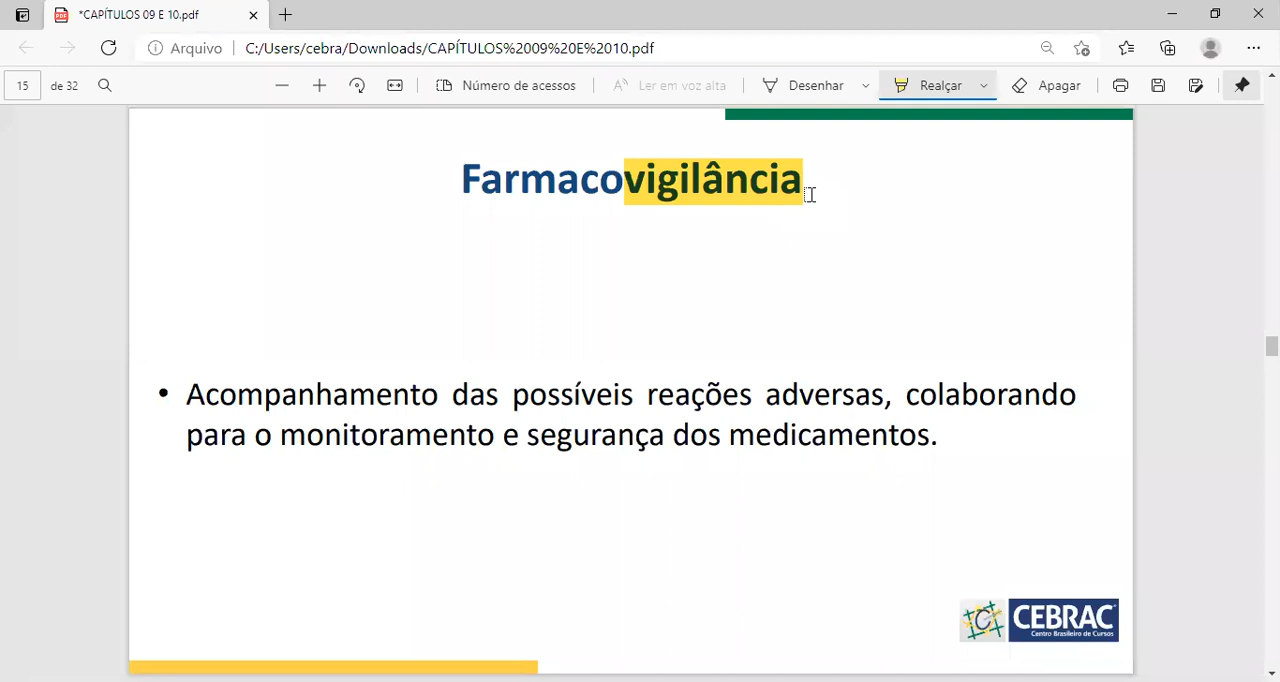 *CAPÍTULOS 09 E 10.pdf
Arquivo
C:/Users/cebra/Downloads/CAPÍTULOS%2009%20E%2010.pdf
15 de 32
Número de acessos
Ler em voz alta
Desenhar
Realçar
Apagar
Farmacovigilância
• Acompanhamento das possíveis reações adversas, colaborando
para o monitoramento e segurança dos medicamentos.
CEBRAC
Centro Brasileiro de Cursos